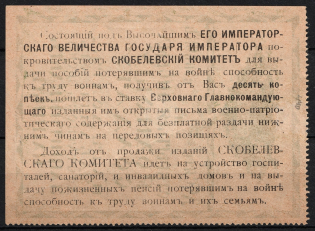 Состоящій подъ Высочайшимъ ЕГО ИМПЕРАТОР-
СКАГО ВЕЛИЧЕСТВА ГОСУДАРЯ ИМПЕРАТОРА по-
кровительствомъ СКОБЕЛЕВСКІЙ КОМИТЕТЪ для вы-
дачи пособій потерявшимъ на войнѣ способность
къ труду воинамъ, получивъ отъ Васъ десять ко-
пѣекъ, пошлетъ въ ставку Верховнаго Главнокомандую-
щаго изданныя имъ открытыя письма военно-патріо-
тическаго содержанія для безплатной раздачи ниж-
нимъ чинамъ на передовыхъ позиціяхъ.
Доходъ отъ продажи изданій СКОБЕЛЕВ-
СКАГО КОМИТЕТА идетъ на устройство госпи-
талей, санаторій, и инвалидныхъ домовъ и на вы-
дачу пожизненныхъ пенсій потерявшимъ на войнѣ
способность къ труду воинамъ и ихъ семьямъ.